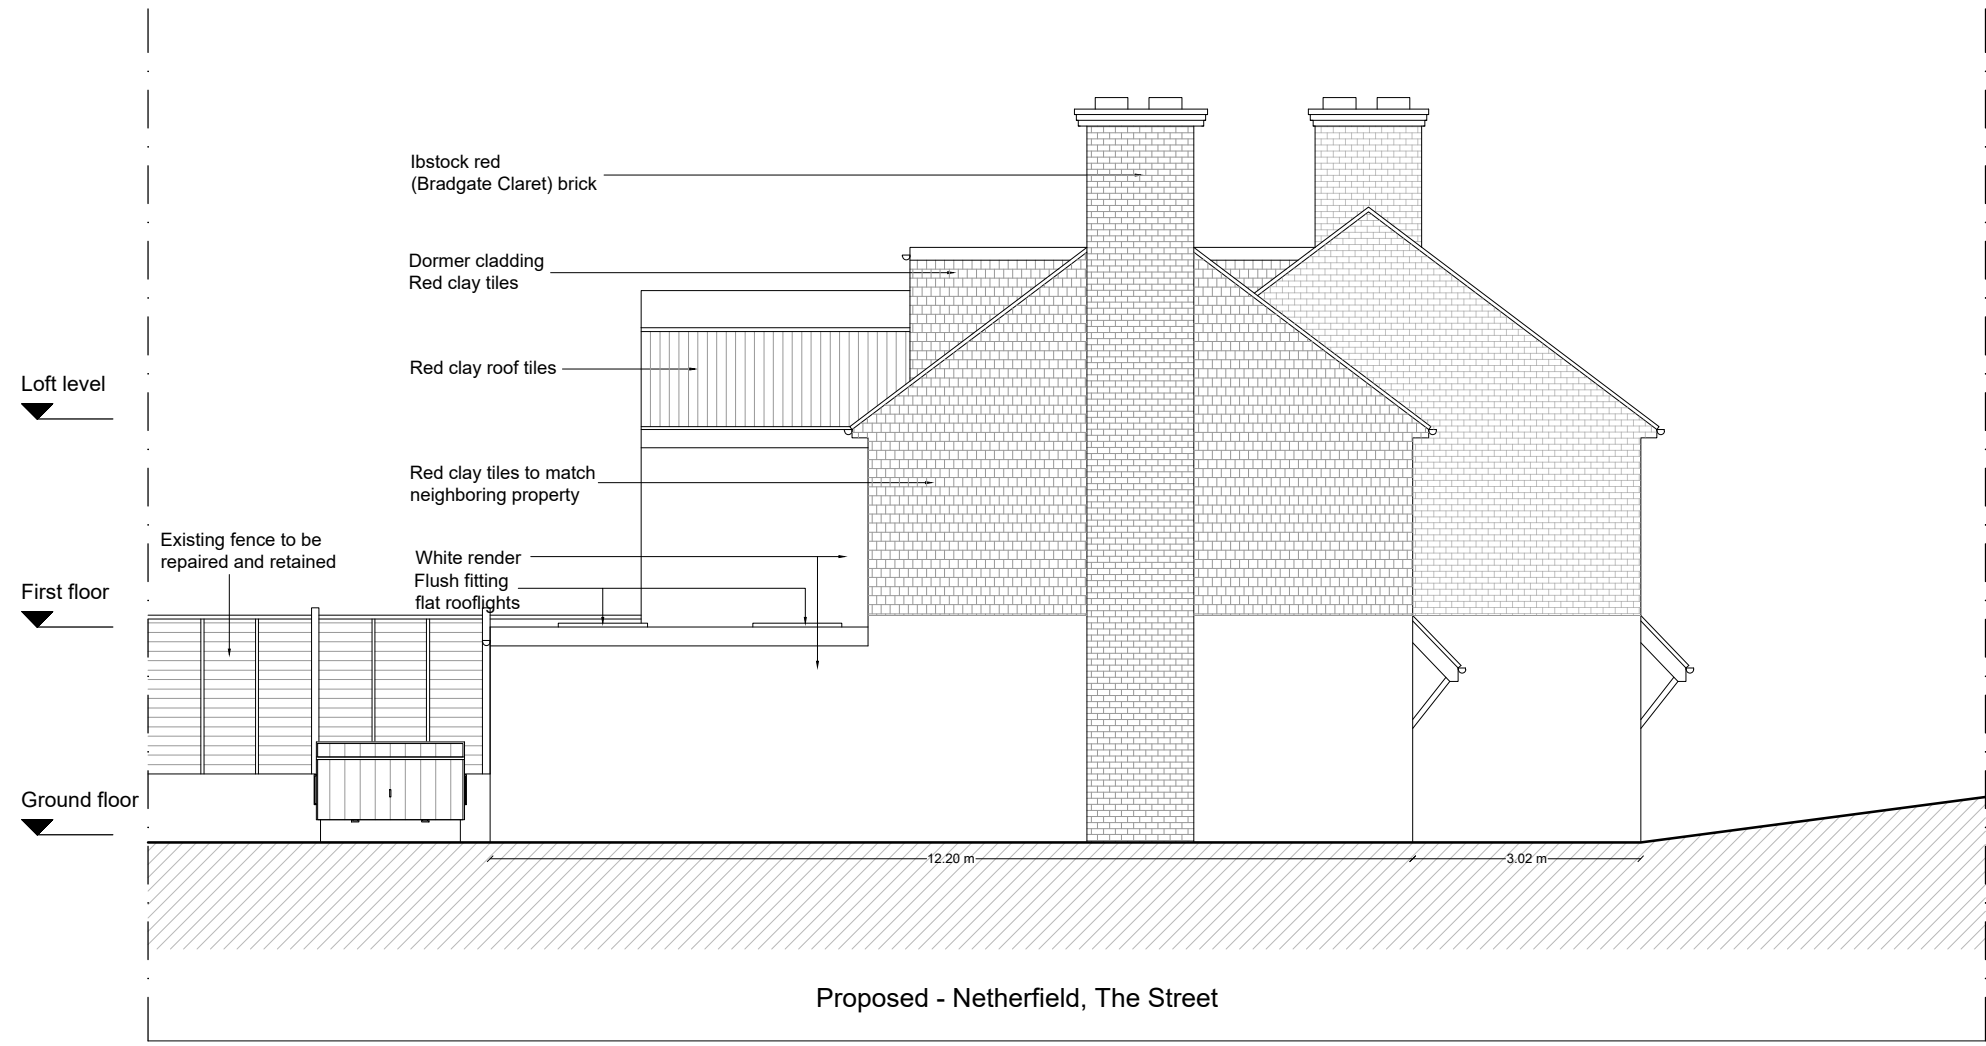 Ibstock red
(Bradgate Claret) brick
Dormer cladding
Red clay tiles
Red clay roof tiles
Loft level
Red clay tiles to match
neighboring property
Existing fence to be
repaired and retained
White render
Flush fitting
flat rooflights
First floor
Ground floor
12.20 m
3.02 m
Proposed - Netherfield, The Street